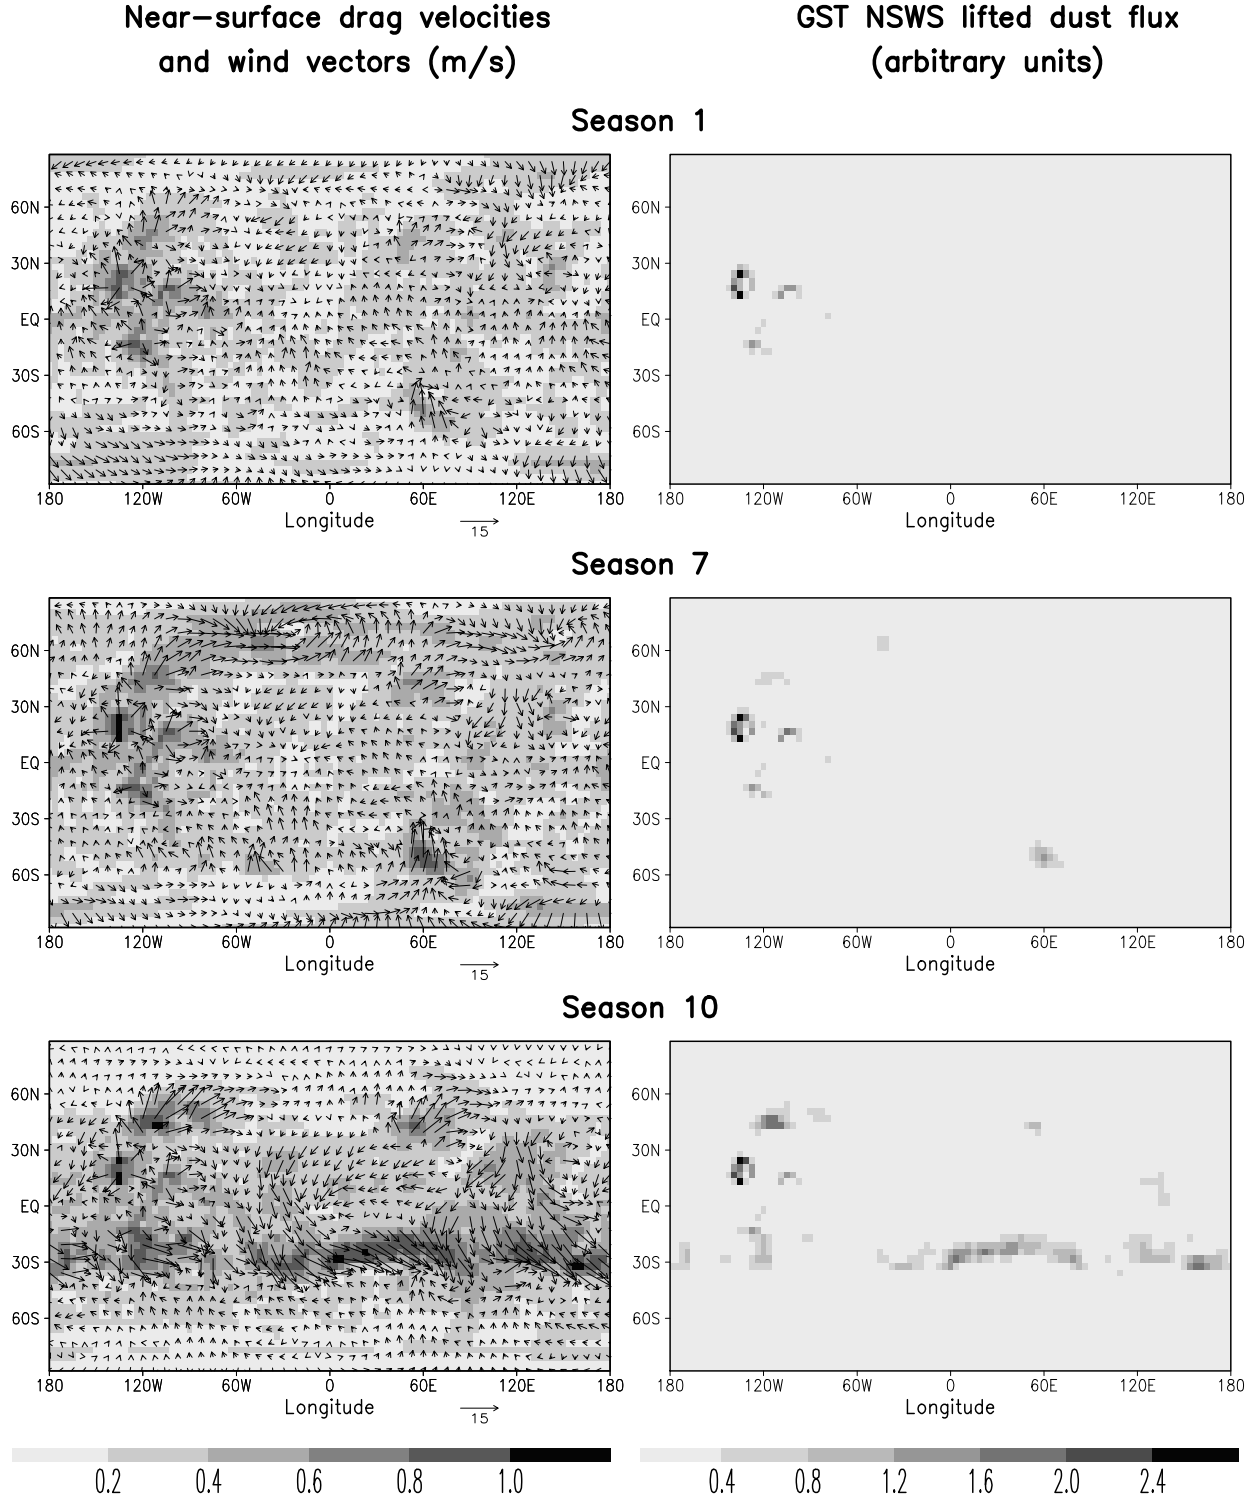 Near-surface drag velocities
and wind vectors (m/s)
GST NSWS lifted dust flux
(arbitrary units)
Season 1
60N
30N
EQ
30S
60S
180 120W 60W 0 60E 120E 180
Longitude
15
60N
30N
EQ
30S
60S
180 120W 60W 0 60E 120E 180
Longitude
Season 7
60N
30N
EQ
30S
60S
180 120W 60W 0 60E 120E 180
Longitude
15
60N
30N
EQ
30S
60S
180 120W 60W 0 60E 120E 180
Longitude
Season 10
60N
30N
EQ
30S
60S
180 120W 60W 0 60E 120E 180
Longitude
15
60N
30N
EQ
30S
60S
180 120W 60W 0 60E 120E 180
Longitude
0.2 0.4 0.6 0.8 1.0
0.4 0.8 1.2 1.6 2.0 2.4